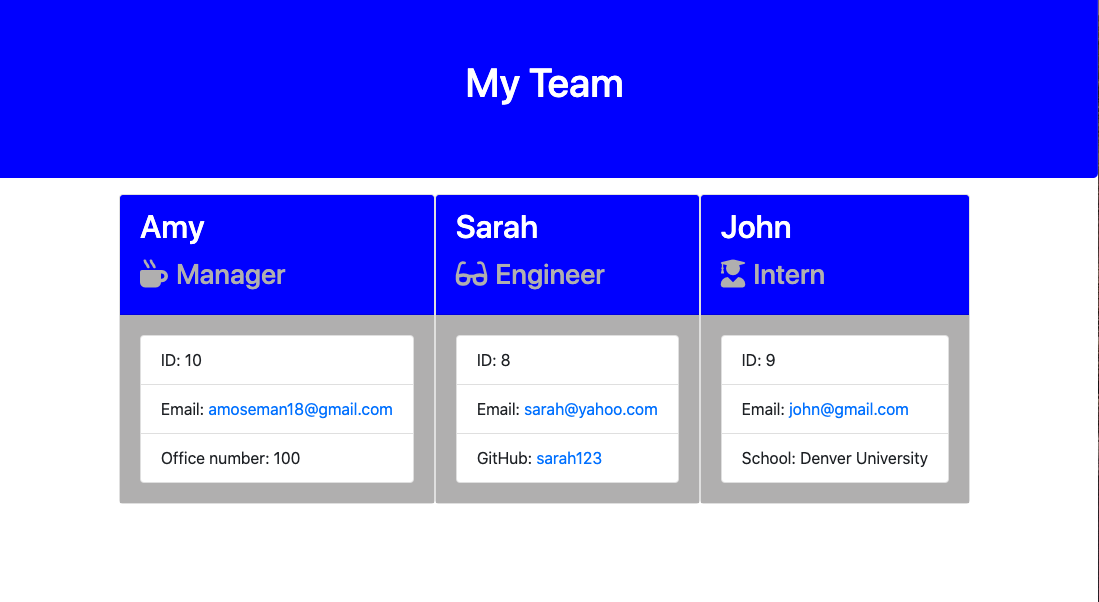 My Team
Amy
Manager
ID: 10
Email: amoseman18@gmail.com
Office number: 100
Sarah
Engineer
ID: 8
Email: sarah@yahoo.com
GitHub: sarah123
John
Intern
ID: 9
Email: john@gmail.com
School: Denver University